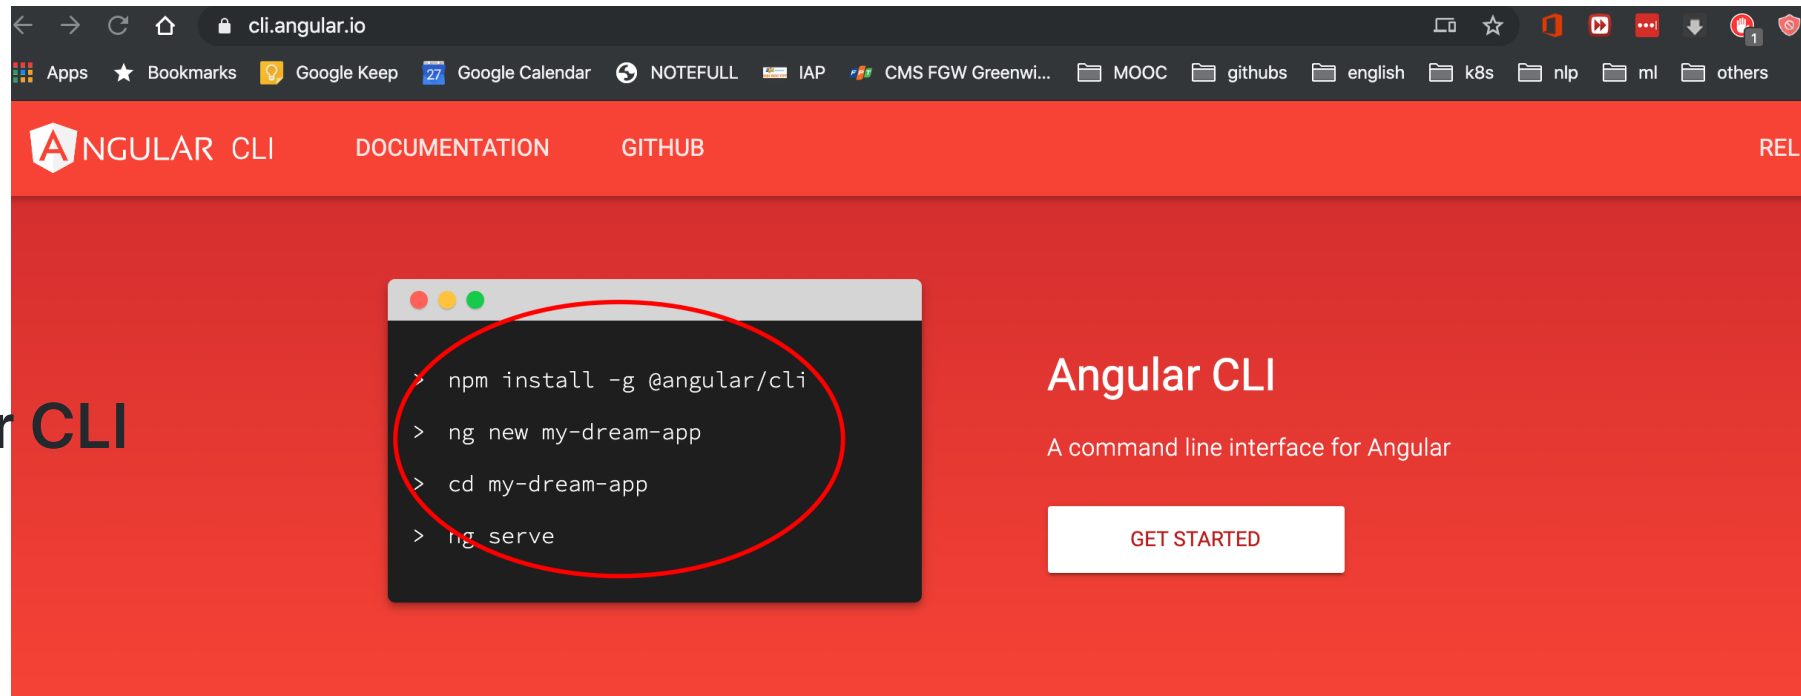 cli.angular.io
1
Apps Bookmarks Google Keep 27 Google Calendar NOTEFULL IAP CMS FGW Greenwi... MOOC githubs english k8s nlp ml others
ANGULAR CLI DOCUMENTATION GITHUB REL
r CLI
> npm install -g @angular/cli
> ng new my-dream-app
> cd my-dream-app
> ng serve
Angular CLI
A command line interface for Angular
GET STARTED